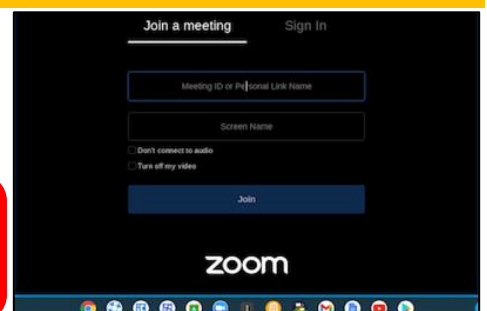 Join a meeting Sign In
Meeting ID or Personal Link Name
Screen Name
Don't connect to audio
Turn off my video
Join
zoom